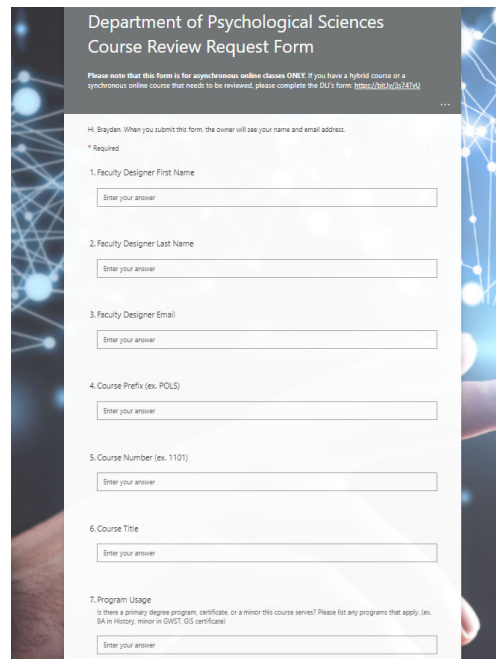 Department of Psychological Sciences
Course Review Request Form
Please note that this form is for asynchronous online classes ONLY. If you have a hybrid course or a
synchronous online course that needs to be reviewed, please complete the DLI's form: https://bit.ly/3s74TvU
...
Hi, Brayden. When you submit this form, the owner will see your name and email address.
* Required
1. Faculty Designer First Name
Enter your answer
2. Faculty Designer Last Name
Enter your answer
3. Faculty Designer Email
Enter your answer
4. Course Prefix (ex. POLS)
Enter your answer
5. Course Number (ex. 1101)
Enter your answer
6. Course Title
Enter your answer
7. Program Usage
Is there a primary degree program, certificate, or a minor this course serves? Please list any programs that apply. (ex.
BA in History, minor in GWST, GIS certificate)
Enter your answer